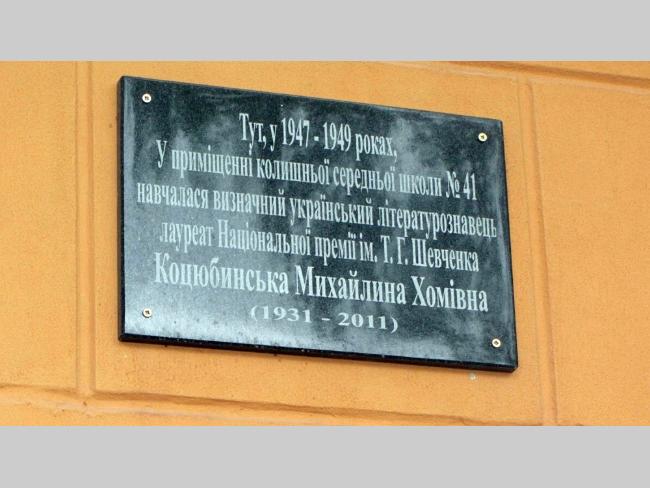 Тут, у 1947 - 1949 роках,
У приміщенні колишньої середньої школи № 41
навчалася визначний український літературознавець
лауреат Національної премії ім. Т. Г. Шевченка
Коцюбинська Михайлина Хомівна
(1931 - 2011)